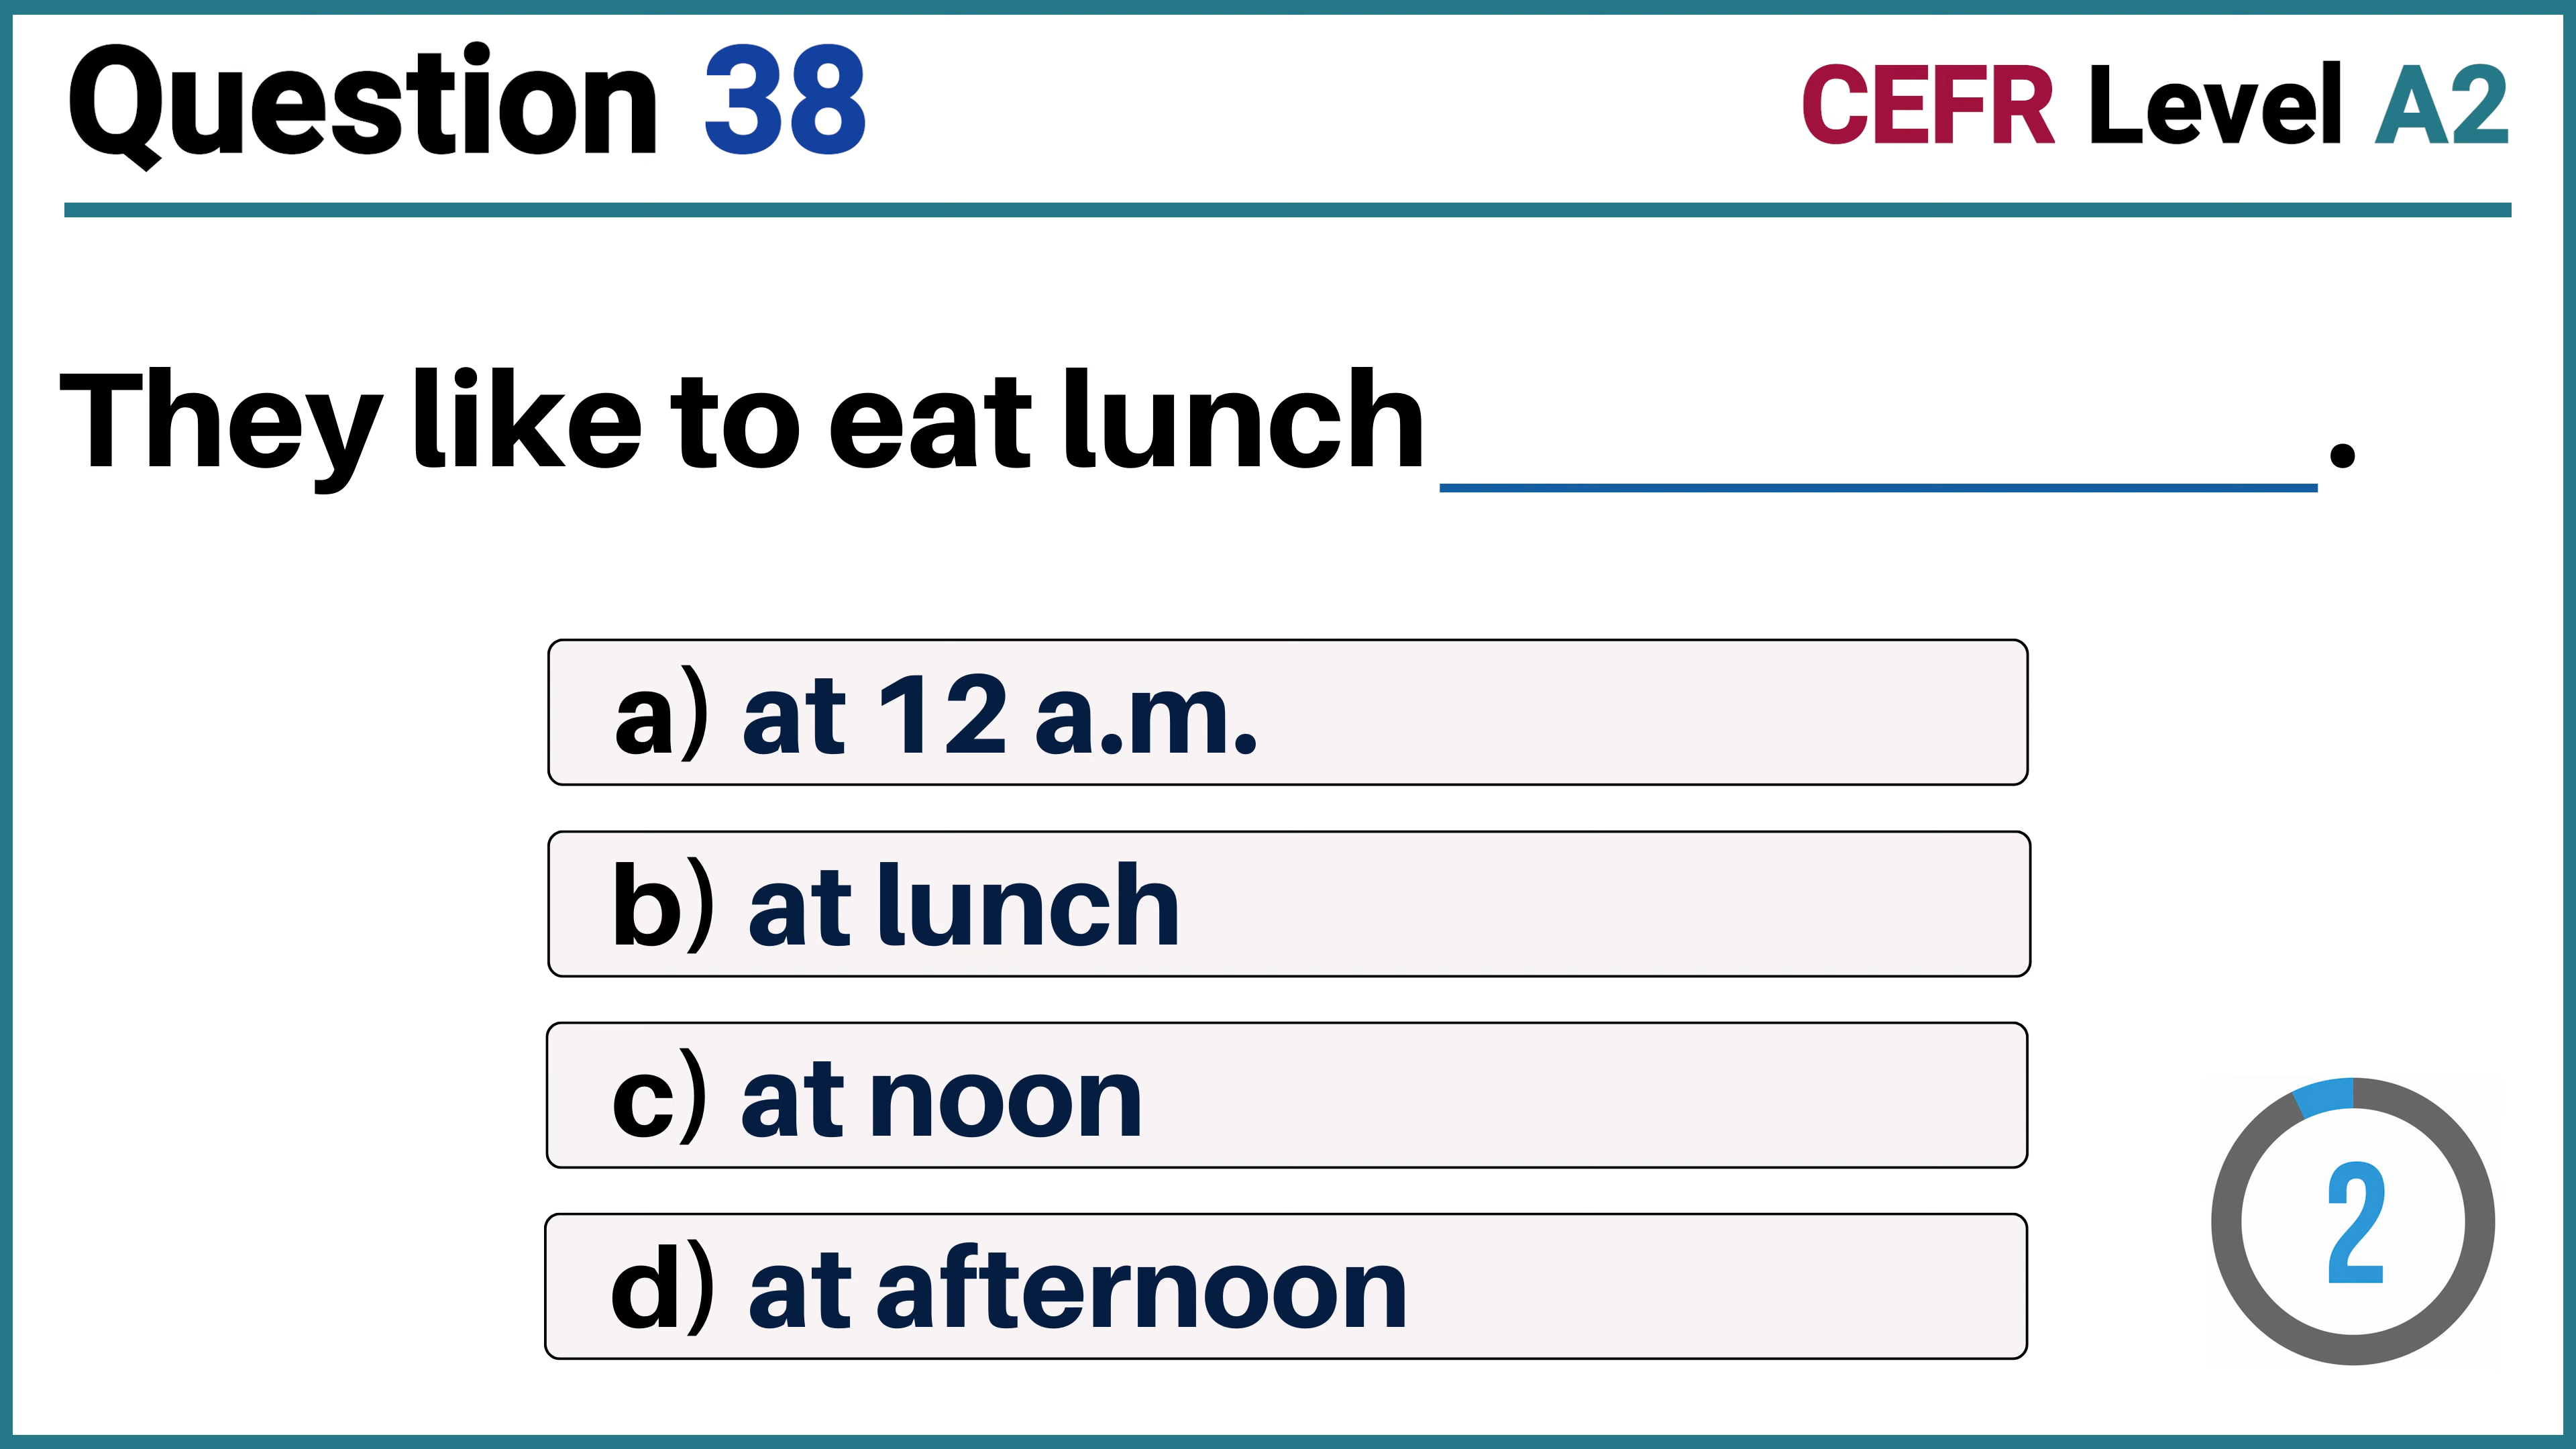 Question 38
CEFR Level A2
They like to eat lunch ________.
a) at 12 a.m.
b) at lunch
c) at noon
d) at afternoon
2